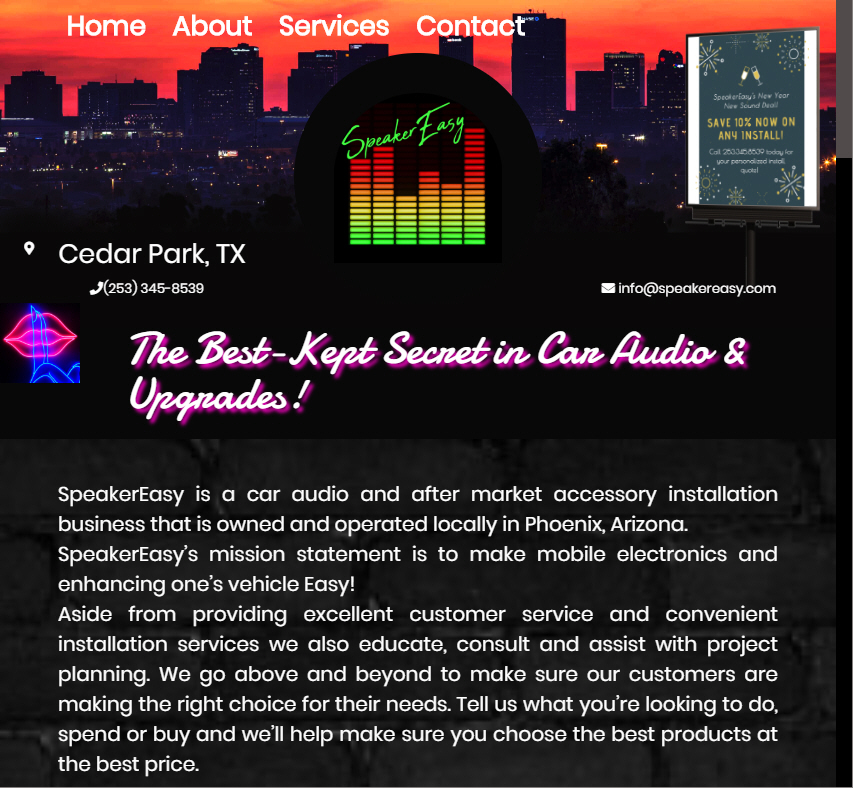 Home About Services Contact
SpeakerEasy
SpeakerEasy's New Year
New Sound Deal!
SAVE 10% NOW ON
ANY INSTALL!
Call (253)3458539 today for
your personalized install
quote!
Cedar Park, TX
(253) 345-8539
info@speakereasy.com
The Best-Kept Secret in Car Audio &
Upgrades!
SpeakerEasy is a car audio and after market accessory installation
business that is owned and operated locally in Phoenix, Arizona.
SpeakerEasy’s mission statement is to make mobile electronics and
enhancing one’s vehicle Easy!
Aside from providing excellent customer service and convenient
installation services we also educate, consult and assist with project
planning. We go above and beyond to make sure our customers are
making the right choice for their needs. Tell us what you’re looking to do,
spend or buy and we’ll help make sure you choose the best products at
the best price.